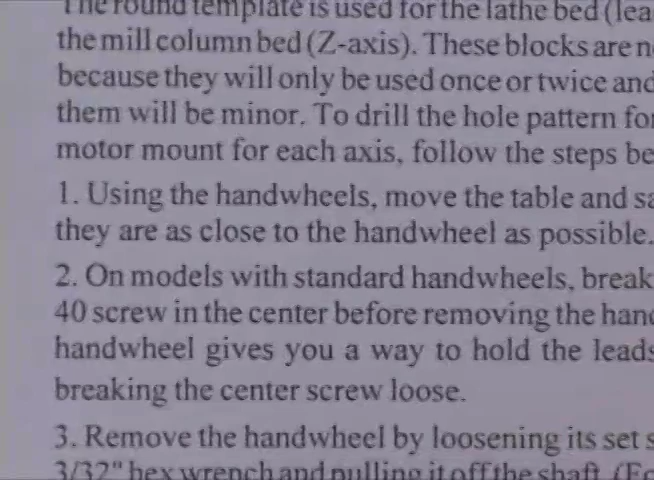 The round template is used for the lathe bed (lea
the mill column bed (Z-axis). These blocks are n
because they will only be used once or twice and
them will be minor. To drill the hole pattern for
motor mount for each axis, follow the steps be
1. Using the handwheels, move the table and sa
they are as close to the handwheel as possible.
2. On models with standard handwheels, break
40 screw in the center before removing the hand
handwheel gives you a way to hold the leads
breaking the center screw loose.
3. Remove the handwheel by loosening its set s
3/32" hex wrench and pulling it off the shaft. (Fo